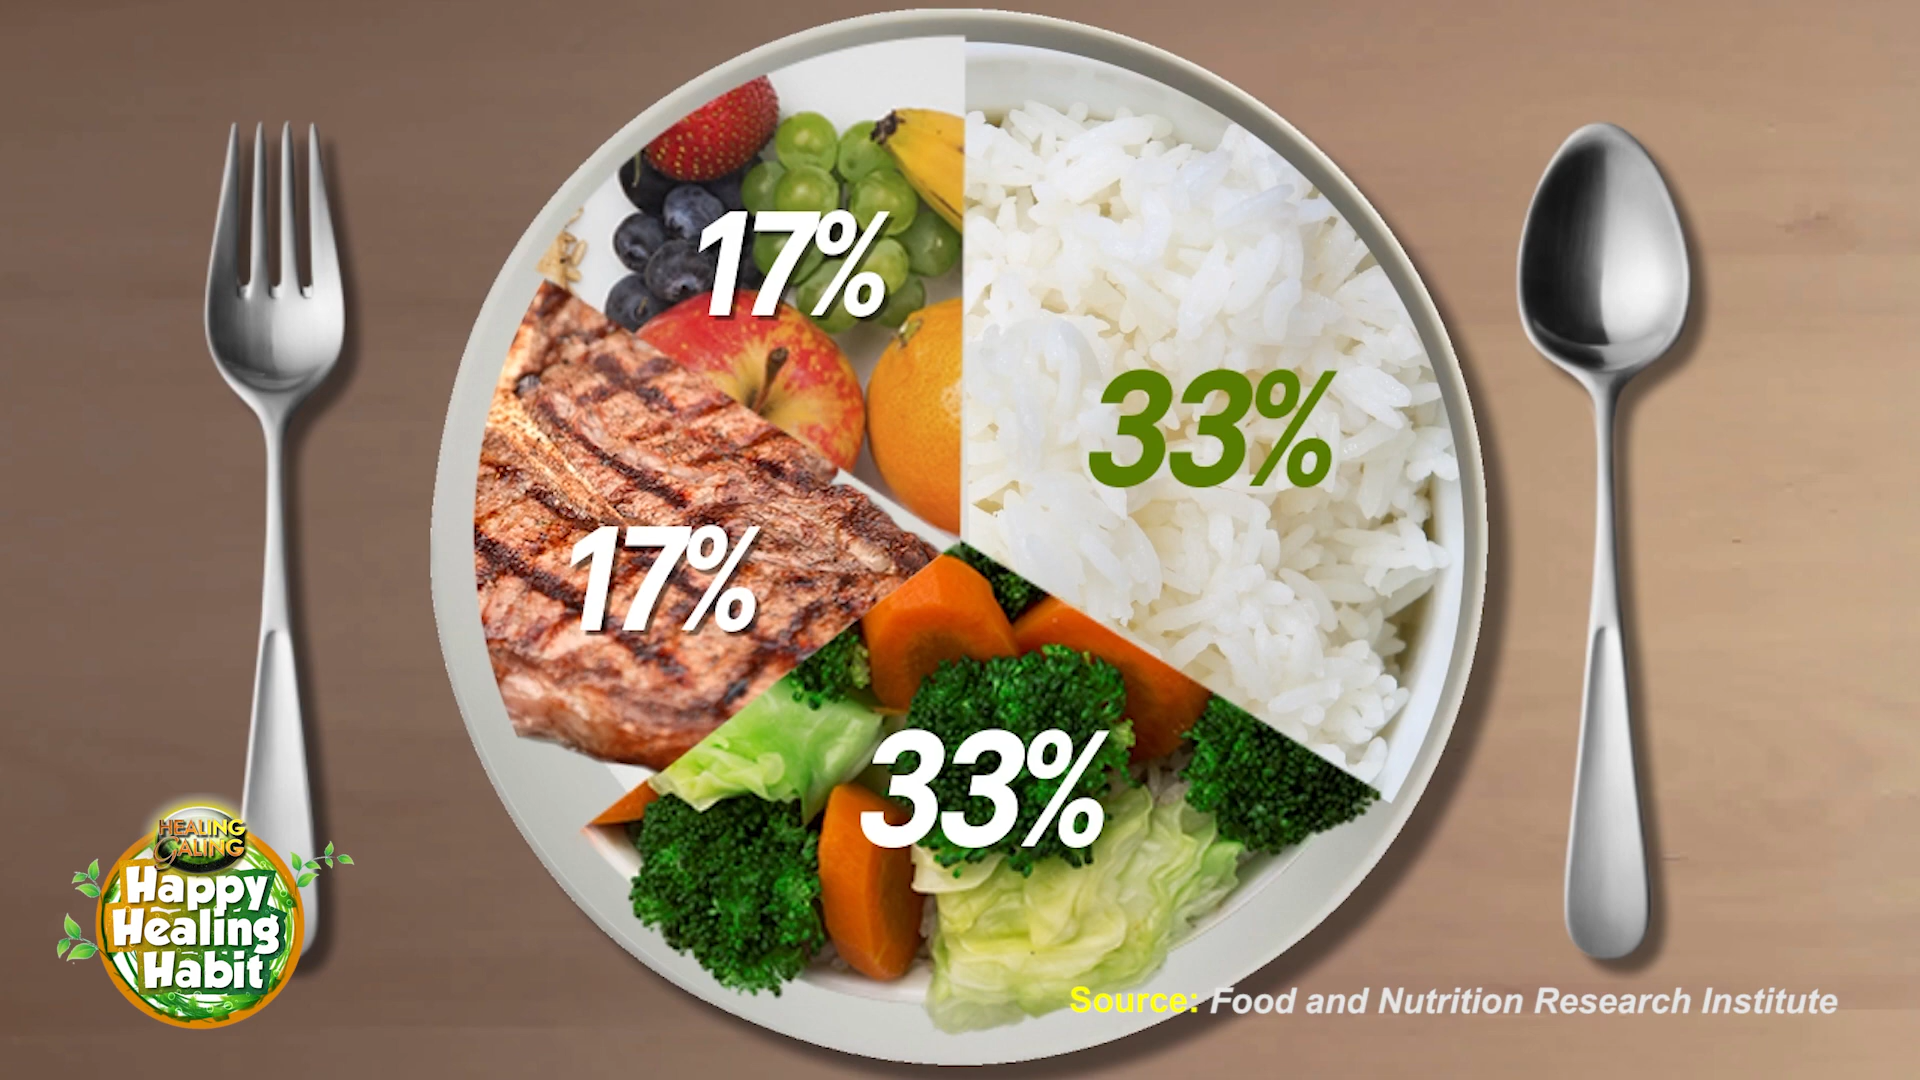 17%
33%
17%
33%
HEALING
GALING
Happy
Healing
Habit
Source: Food and Nutrition Research Institute